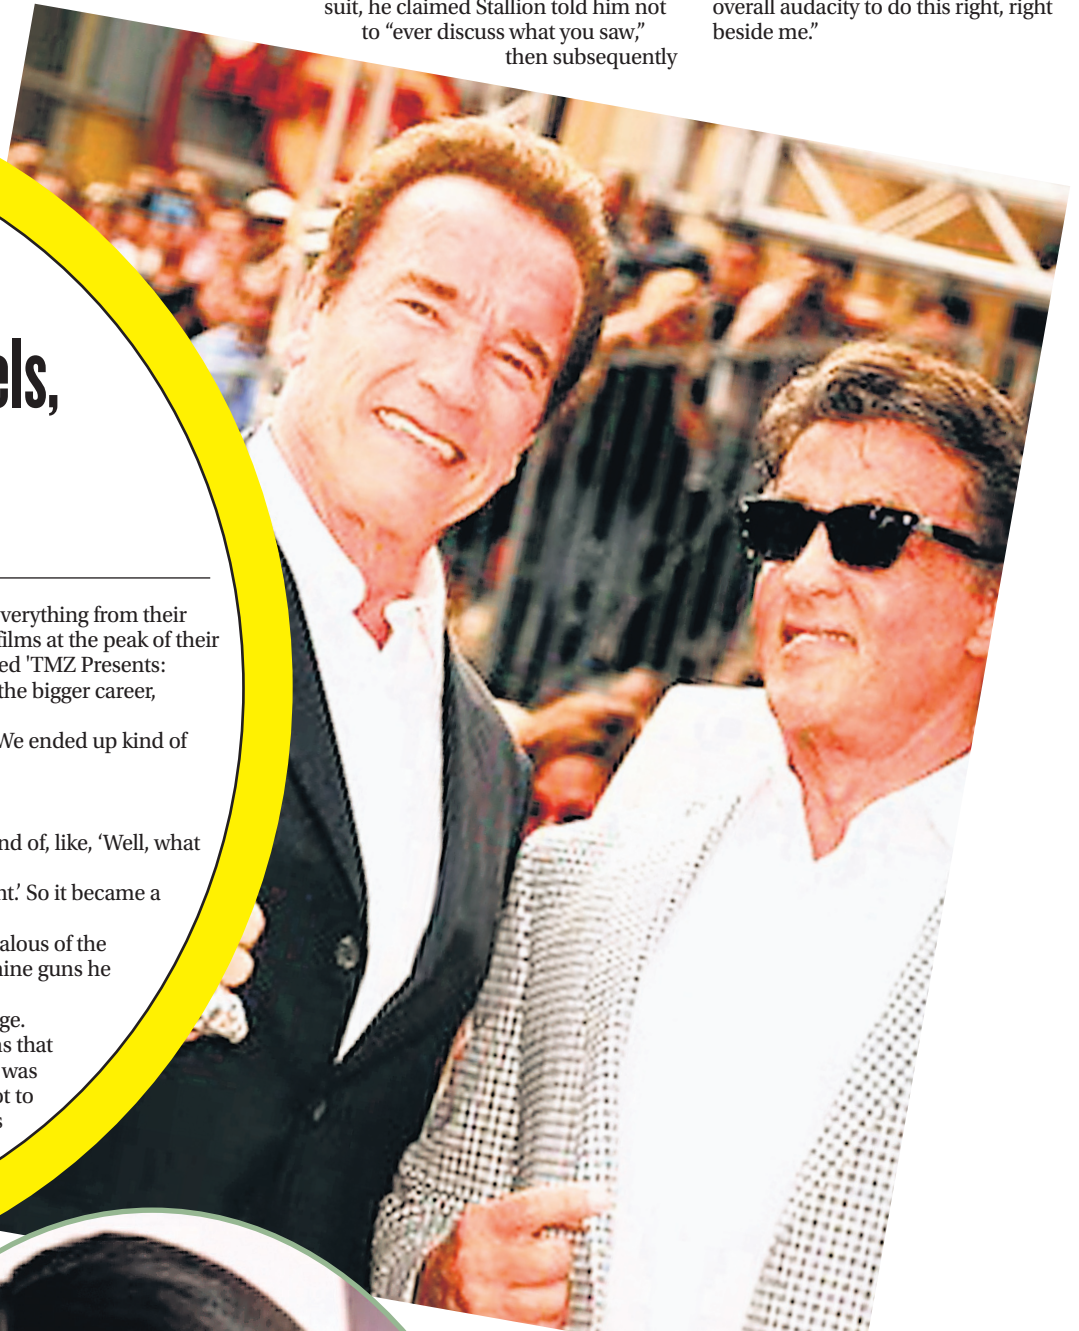 suit, he claimed Stallion told him not
to “ever discuss what you saw,”
then subsequently
overall audacity to do this right, right
beside me.”
els,
verything from their
films at the peak of their
ed 'TMZ Presents:
the bigger career,
We ended up kind of
nd of, like, ‘Well, what
nt.’ So it became a
alous of the
nine guns he
ge.
ns that
was
ot to
s